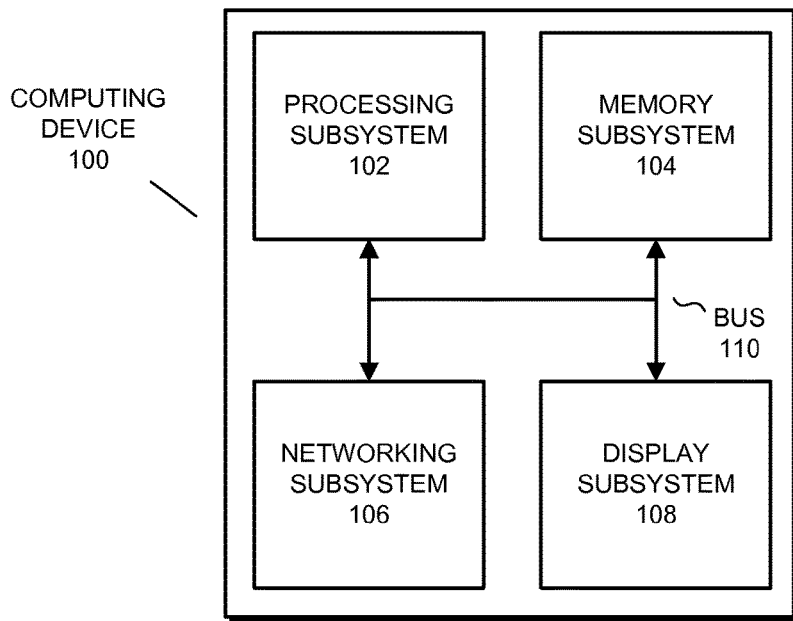 COMPUTING
DEVICE
100
PROCESSING
SUBSYSTEM
102
MEMORY
SUBSYSTEM
104
BUS
110
NETWORKING
SUBSYSTEM
106
DISPLAY
SUBSYSTEM
108